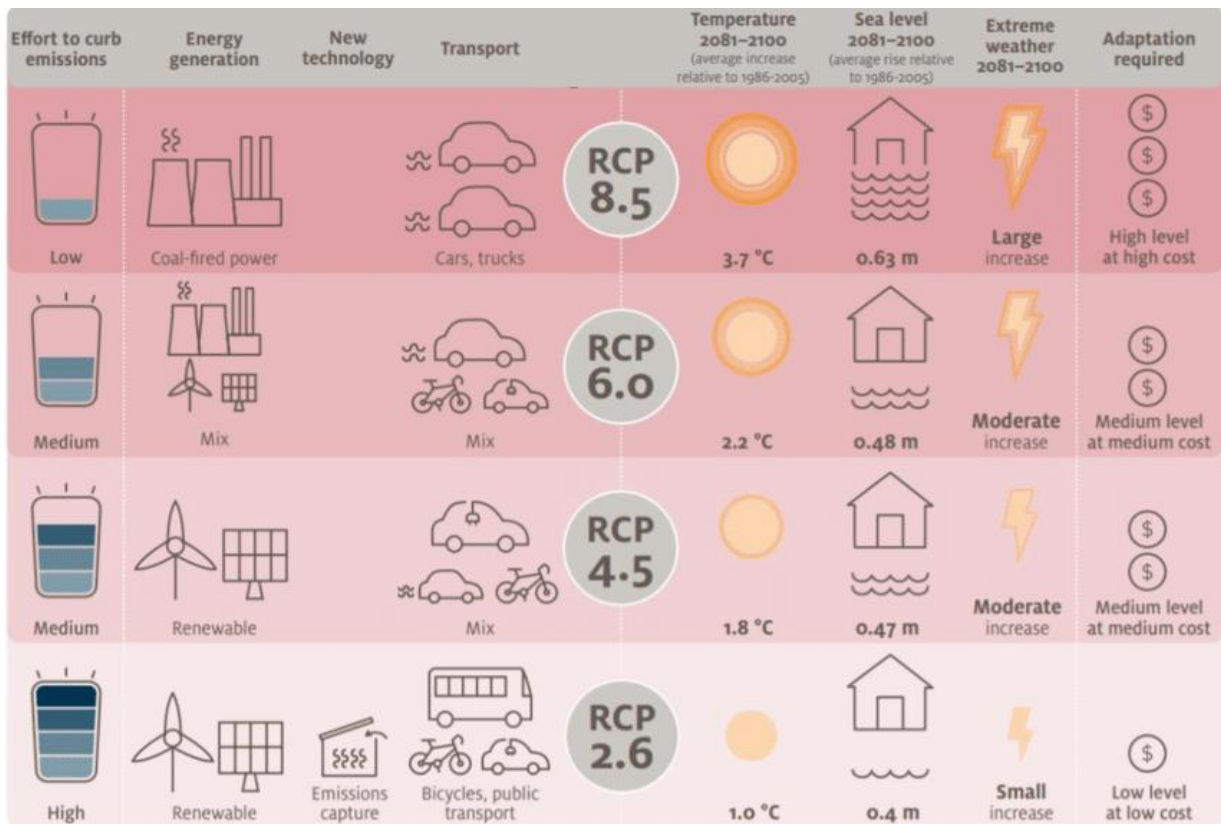 Effort to curb
emissions
Energy
generation
New
technology
Transport
Temperature
2081–2100
(average increase
relative to 1986-2005)
Sea level
2081–2100
(average rise relative
to 1986-2005)
Extreme
weather
2081–2100
Adaptation
required
Low
Coal-fired power
Cars, trucks
RCP
8.5
3.7 °C
0.63 m
Large
increase
$
$
$
High level
at high cost
Medium
Mix
Mix
RCP
6.0
2.2 °C
0.48 m
Moderate
increase
$
$
Medium level
at medium cost
Medium
Renewable
Mix
RCP
4.5
1.8 °C
0.47 m
Moderate
increase
$
$
Medium level
at medium cost
High
Renewable
Emissions
capture
Bicycles, public
transport
RCP
2.6
1.0 °C
0.4 m
Small
increase
$
Low level
at low cost